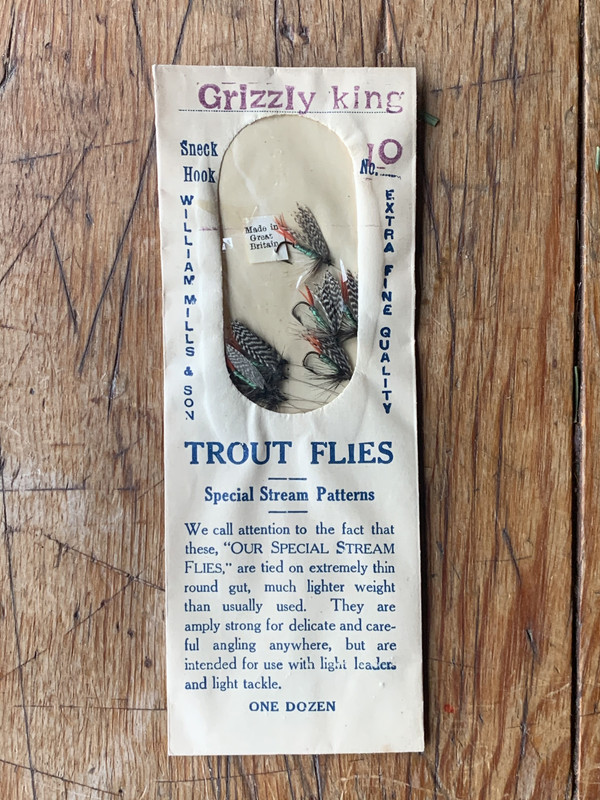 Grizzly king
Sneck
Hook
No. 10
WILLIAM MILLS & SON
EXTRA FINE QUALITY
Made in
Great
Britain
TROUT FLIES
Special Stream Patterns
We call attention to the fact that
these, "OUR SPECIAL STREAM
FLIES," are tied on extremely thin
round gut, much lighter weight
than usually used. They are
amply strong for delicate and care-
ful angling anywhere, but are
intended for use with light leaders
and light tackle.
ONE DOZEN